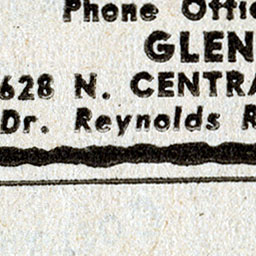 Phone Offic
GLEN
628 N. CENTRA
Dr. Reynolds R